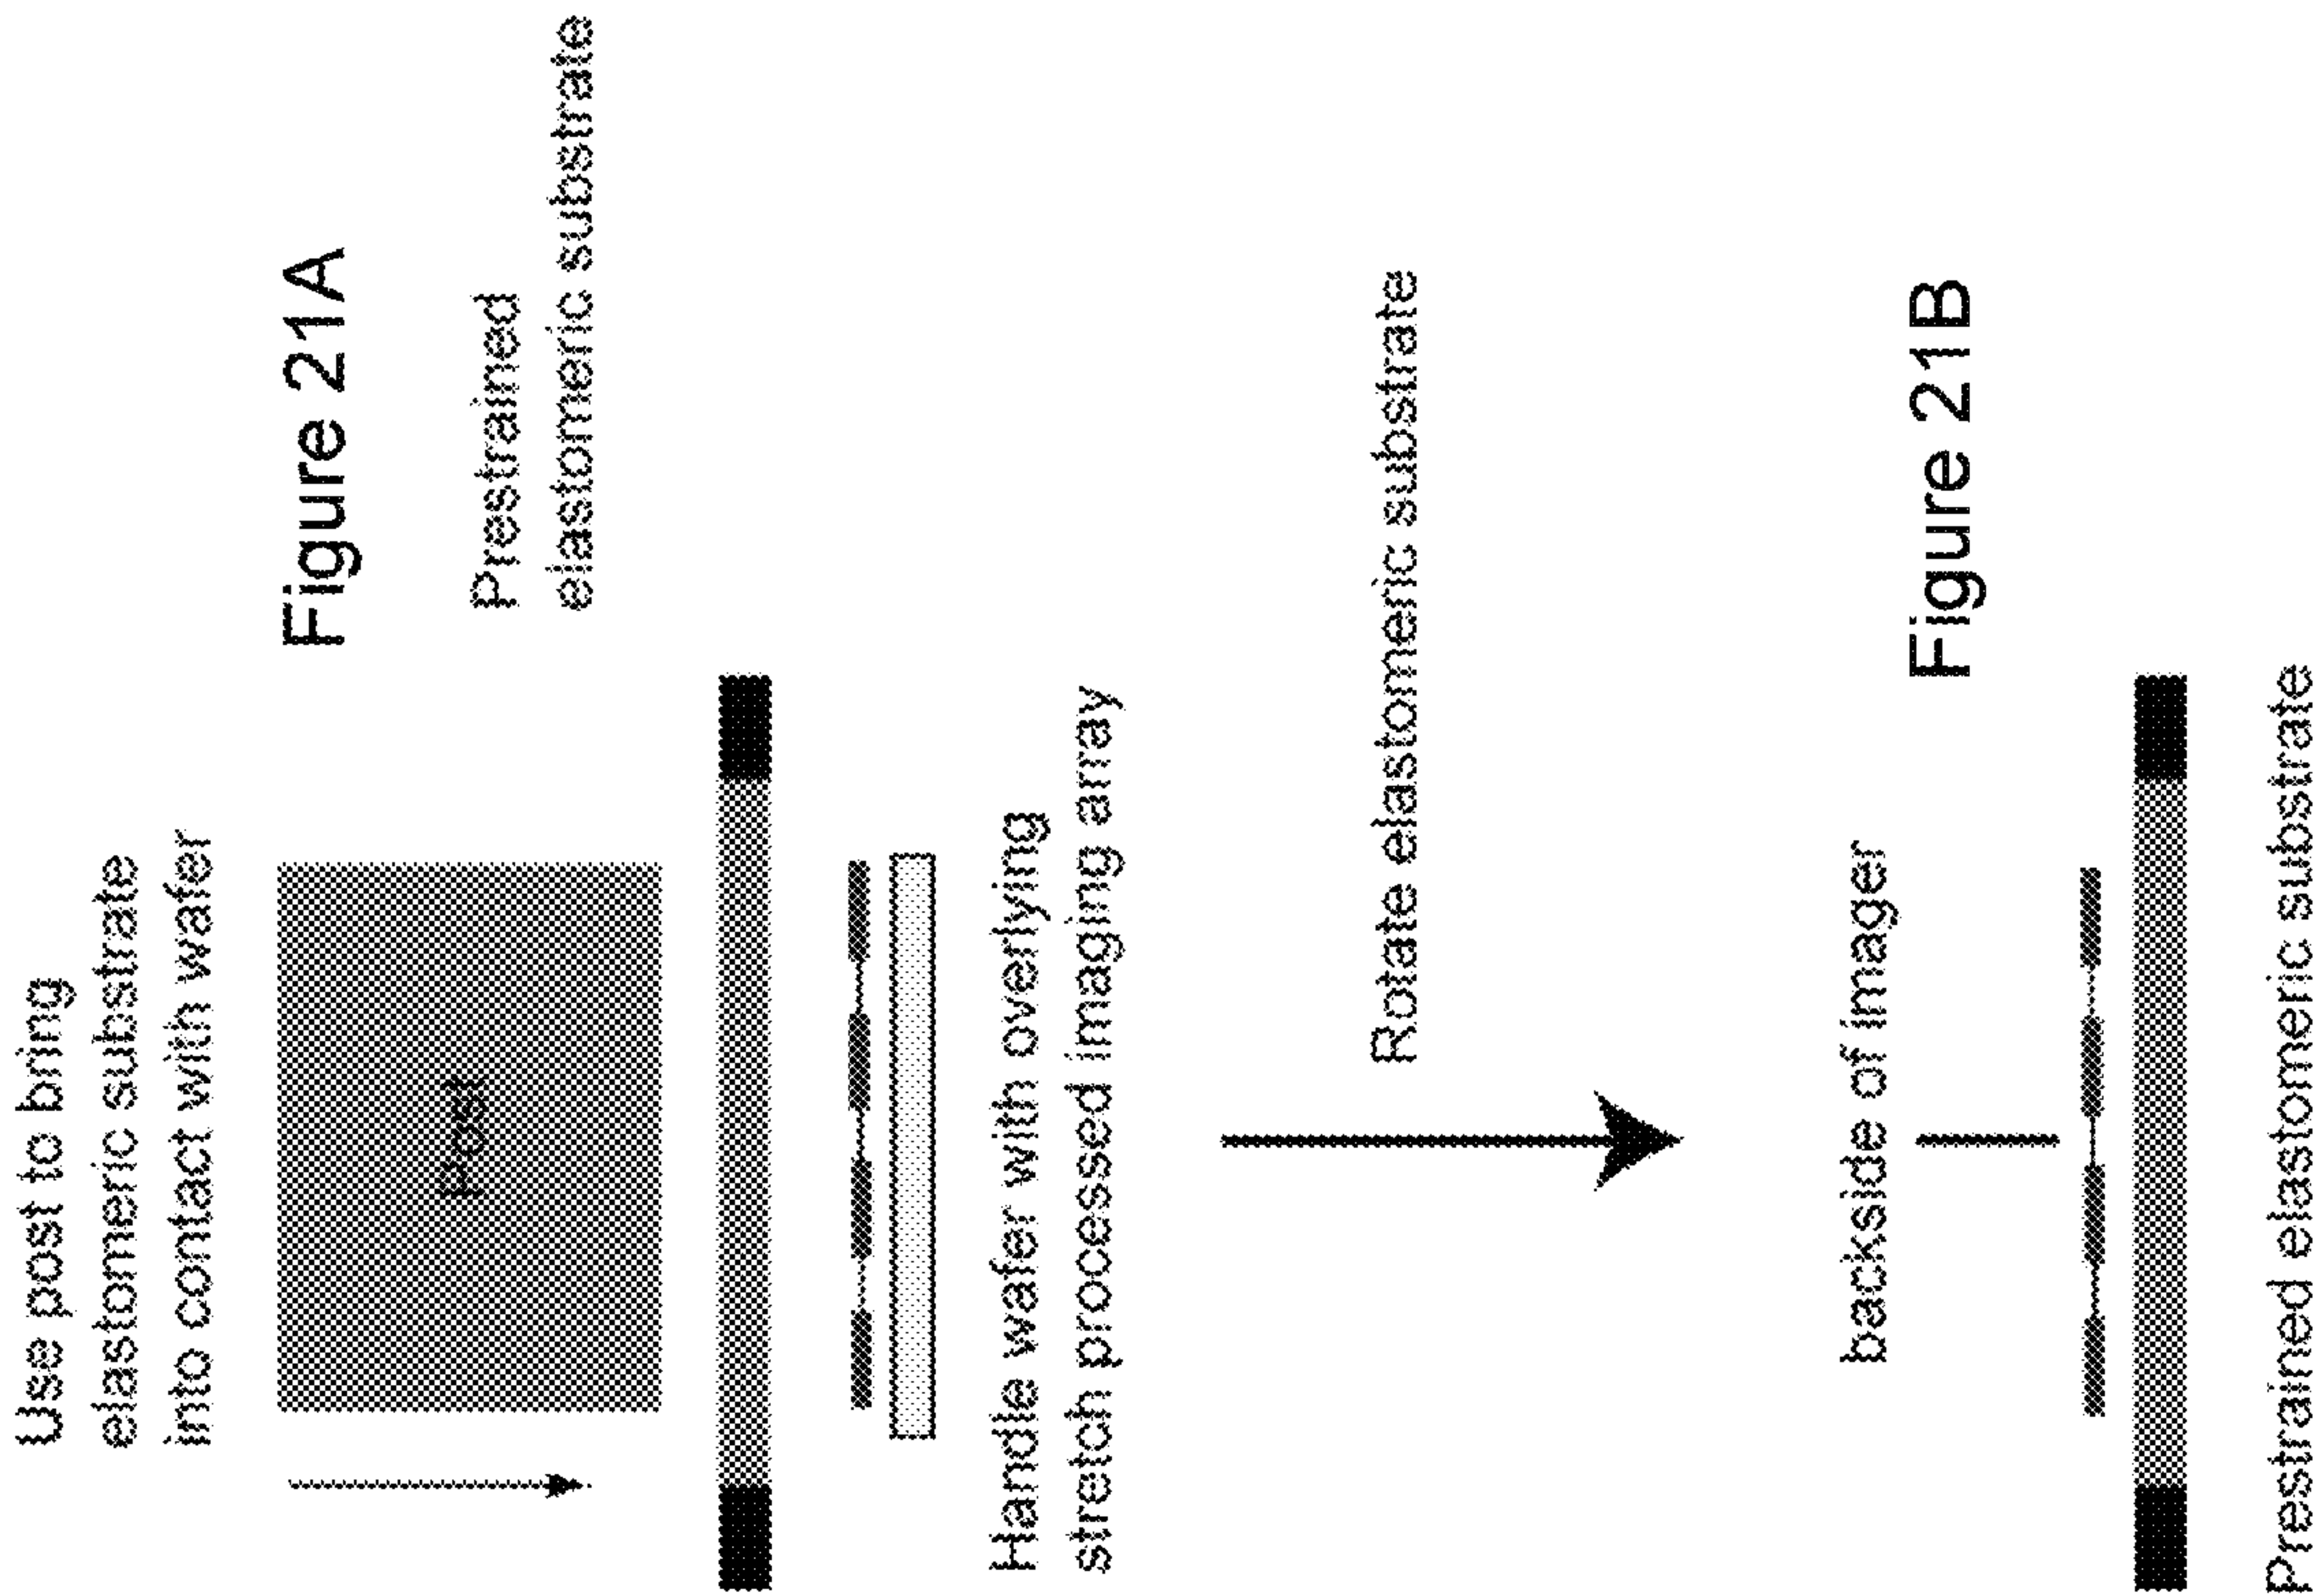 Use post to bring
elastomeric substrate
into contact with wafer
Figure 21A
Post
Prestrained
elastomeric substrate
Handle wafer with overlying
stretch processed imaging array
Rotate elastomeric substrate
backside of imager
Figure 21B
Prestrained elastomeric substrate